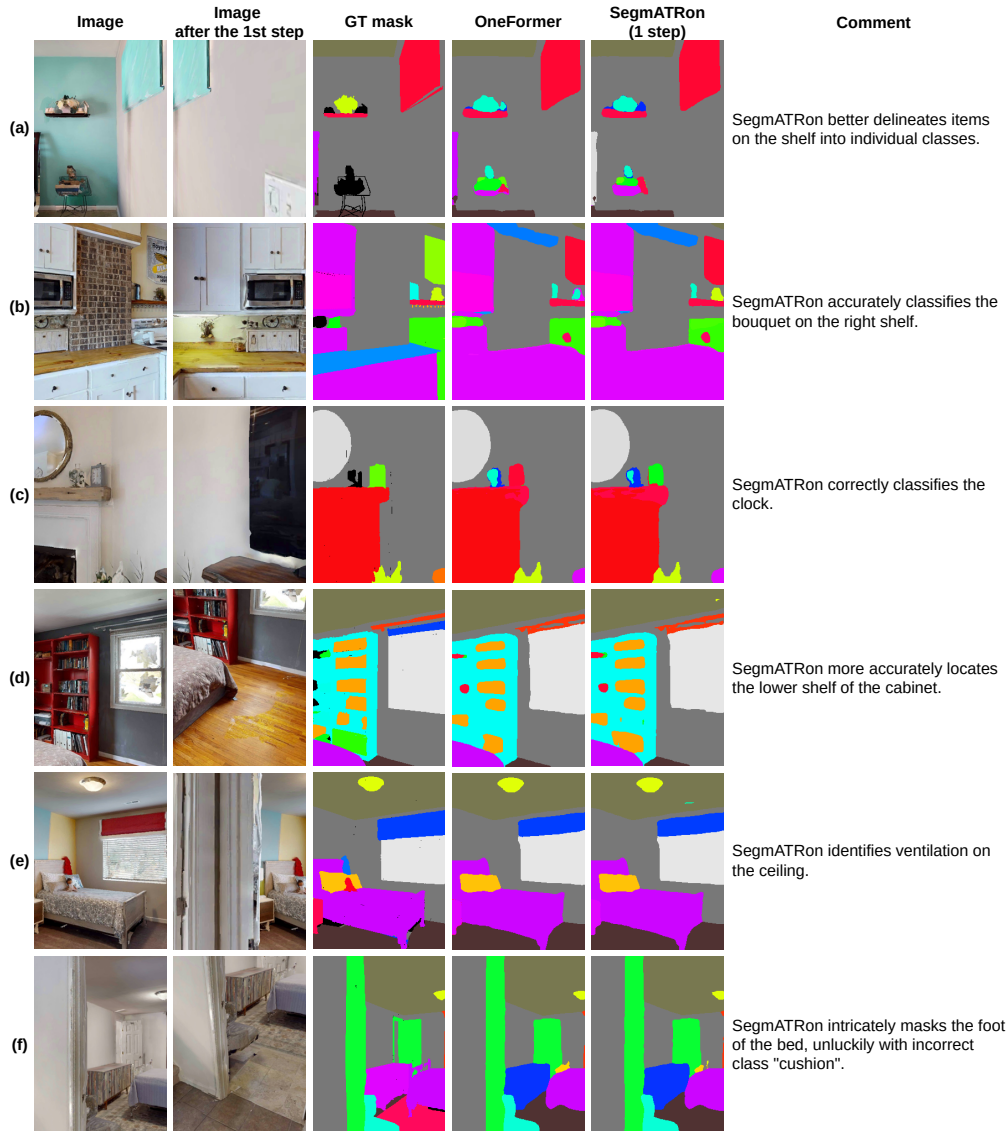 Image
Image
after the 1st step
GT mask
OneFormer
SegmATRon
(1 step)
Comment
(a)
SegmATRon better delineates items
on the shelf into individual classes.
(b)
SegmATRon accurately classifies the
bouquet on the right shelf.
(c)
SegmATRon correctly classifies the
clock.
(d)
SegmATRon more accurately locates
the lower shelf of the cabinet.
(e)
SegmATRon identifies ventilation on
the ceiling.
(f)
SegmATRon intricately masks the foot
of the bed, unluckily with incorrect
class "cushion".